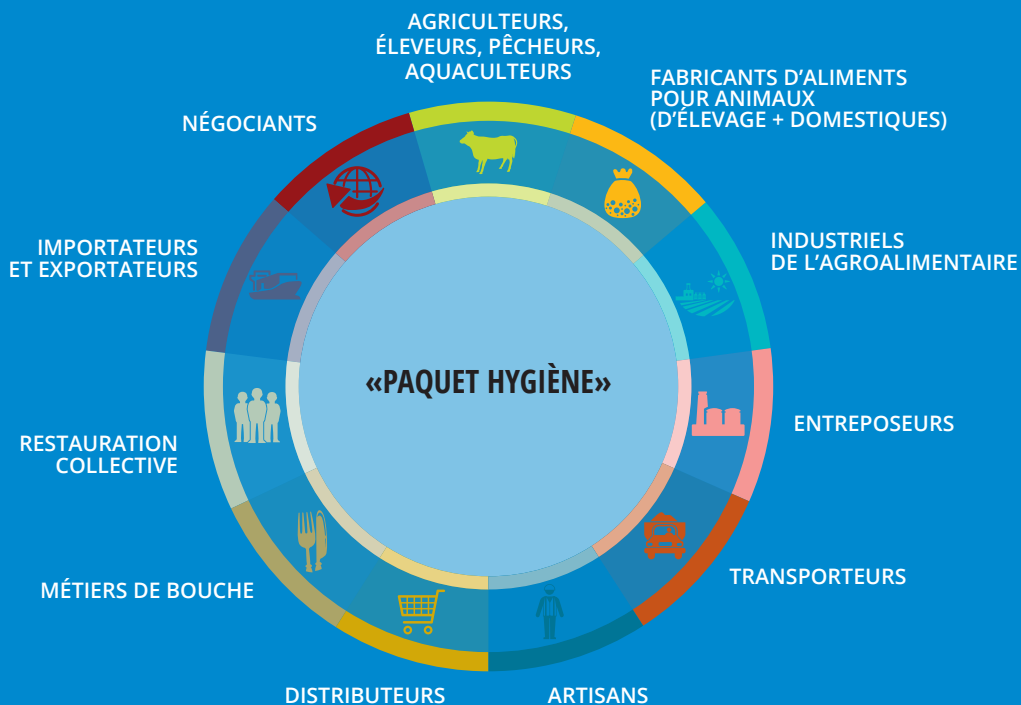 AGRICULTEURS,
ÉLEVEURS, PÊCHEURS,
AQUACULTEURS
FABRICANTS D’ALIMENTS
POUR ANIMAUX
(D’ÉLEVAGE + DOMESTIQUES)
NÉGOCIANTS
INDUSTRIELS
DE L’AGROALIMENTAIRE
IMPORTATEURS
ET EXPORTATEURS
«PAQUET HYGIÈNE»
ENTREPOSEURS
RESTAURATION
COLLECTIVE
TRANSPORTEURS
MÉTIERS DE BOUCHE
DISTRIBUTEURS
ARTISANS